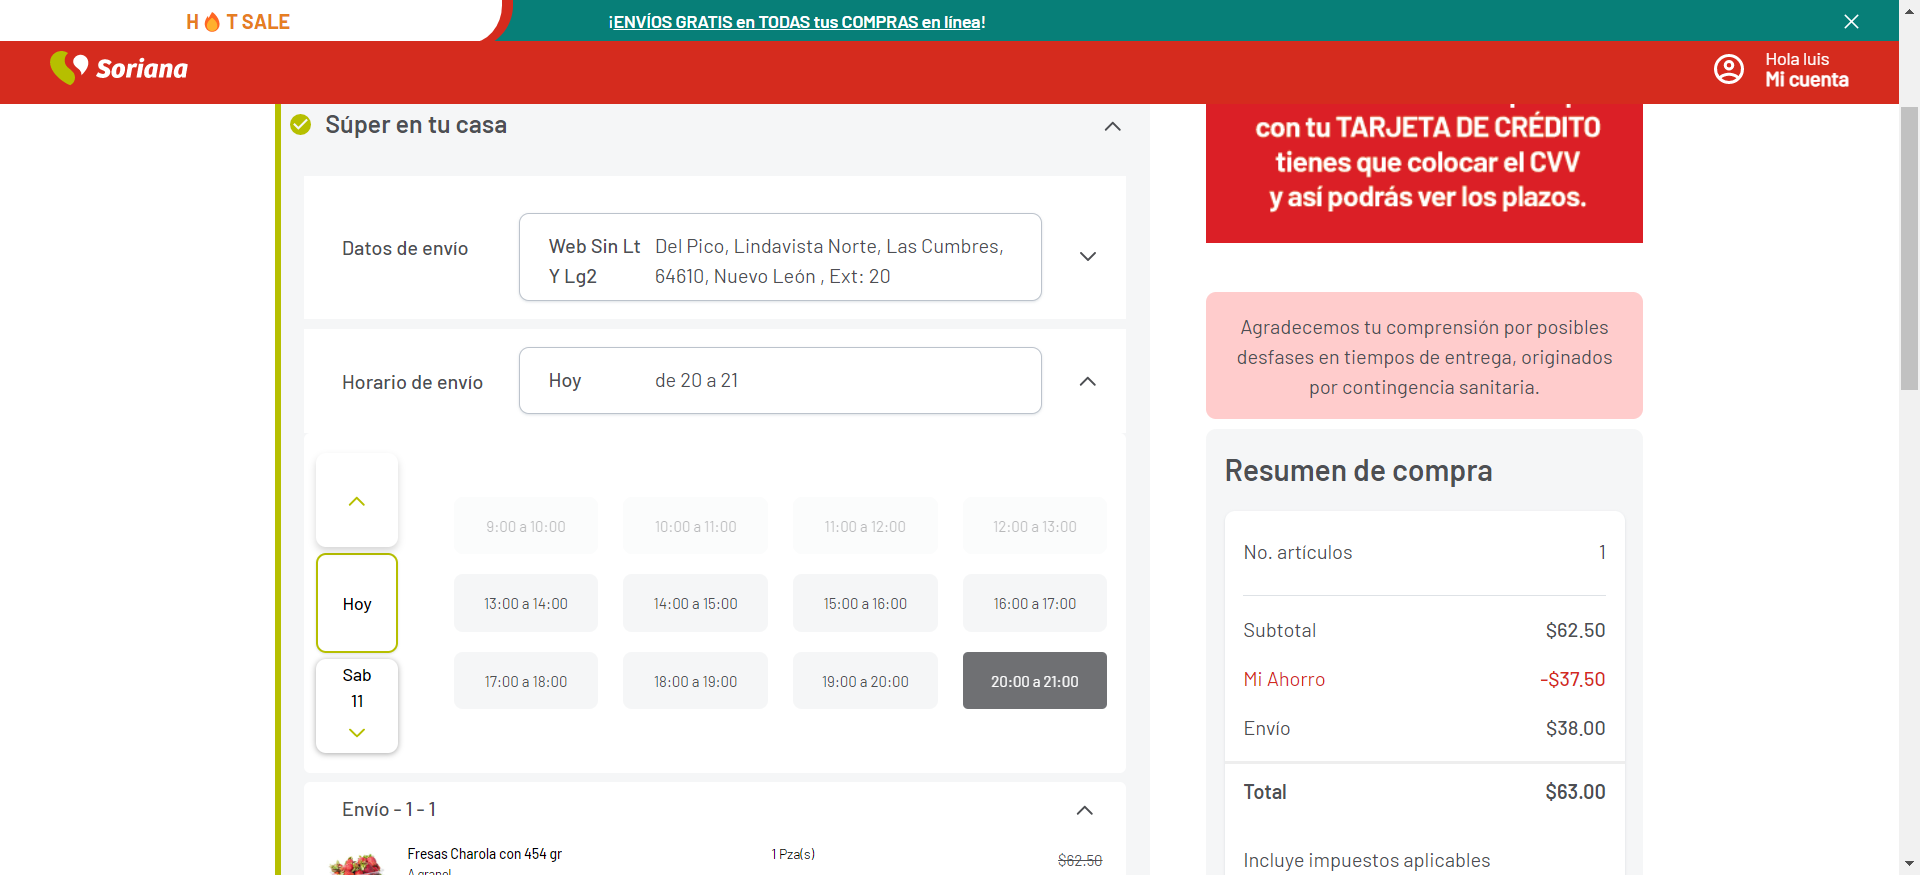 H T SALE
¡ENVÍOS GRATIS en TODAS tus COMPRAS en línea!
Soriana
Hola luis
Mi cuenta
Súper en tu casa
con tu TARJETA DE CRÉDITO
tienes que colocar el CVV
y así podrás ver los plazos.
Datos de envío
Web Sin Lt Del Pico, Lindavista Norte, Las Cumbres,
Y Lg2 64610, Nuevo León , Ext: 20
Agradecemos tu comprensión por posibles
desfases en tiempos de entrega, originados
por contingencia sanitaria.
Horario de envío
Hoy de 20 a 21
9:00 a 10:00
10:00 a 11:00
11:00 a 12:00
12:00 a 13:00
Hoy
13:00 a 14:00
14:00 a 15:00
15:00 a 16:00
16:00 a 17:00
Sab
11
17:00 a 18:00
18:00 a 19:00
19:00 a 20:00
20:00 a 21:00
Resumen de compra
No. artículos 1
Subtotal $62.50
Mi Ahorro -$37.50
Envío $38.00
Total $63.00
Incluye impuestos aplicables
Envío - 1 - 1
Fresas Charola con 454 gr 1 Pza(s) $62.50
A granel